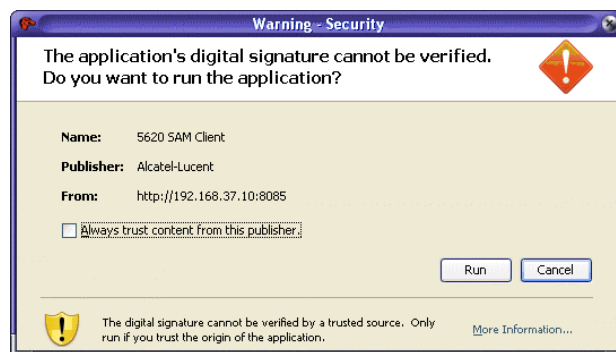 Warning - Security
The application's digital signature cannot be verified.
Do you want to run the application?
Name: 5620 SAM Client
Publisher: Alcatel-Lucent
From: http://192.168.37.10:8085
Always trust content from this publisher.
Run Cancel
The digital signature cannot be verified by a trusted source. Only
run if you trust the origin of the application.
More Information...